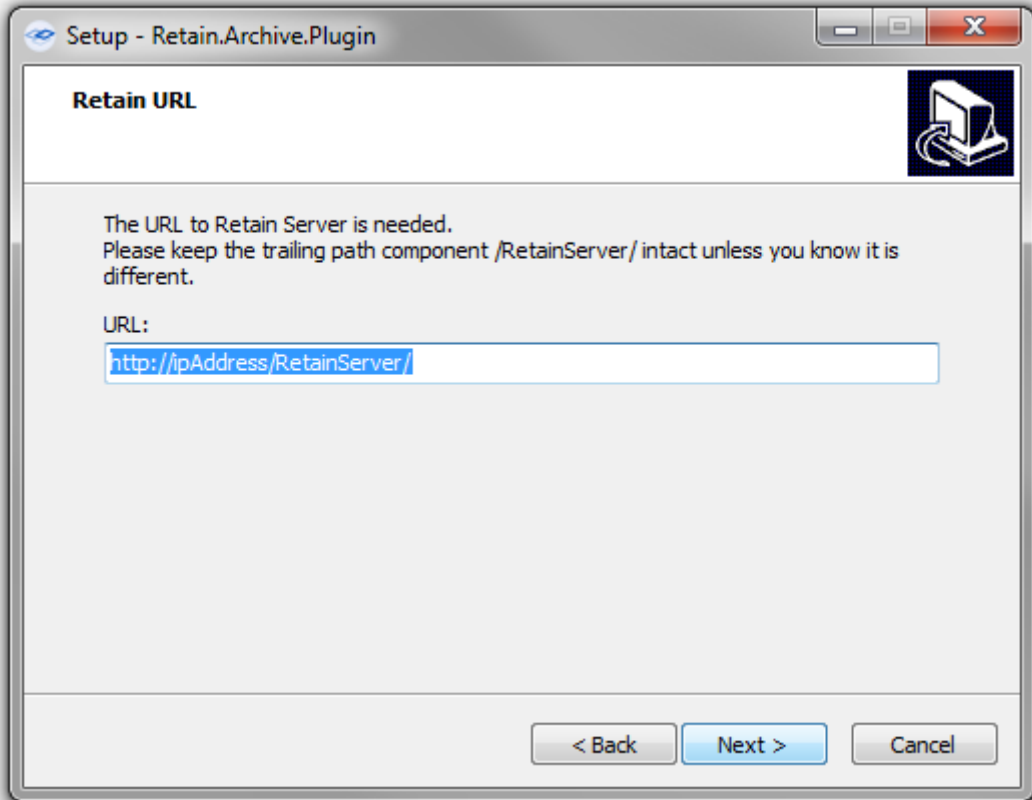 Setup - Retain.Archive.Plugin
Retain URL
The URL to Retain Server is needed.
Please keep the trailing path component /RetainServer/ intact unless you know it is
different.
URL:
http://ipAddress/RetainServer/
< Back
Next >
Cancel